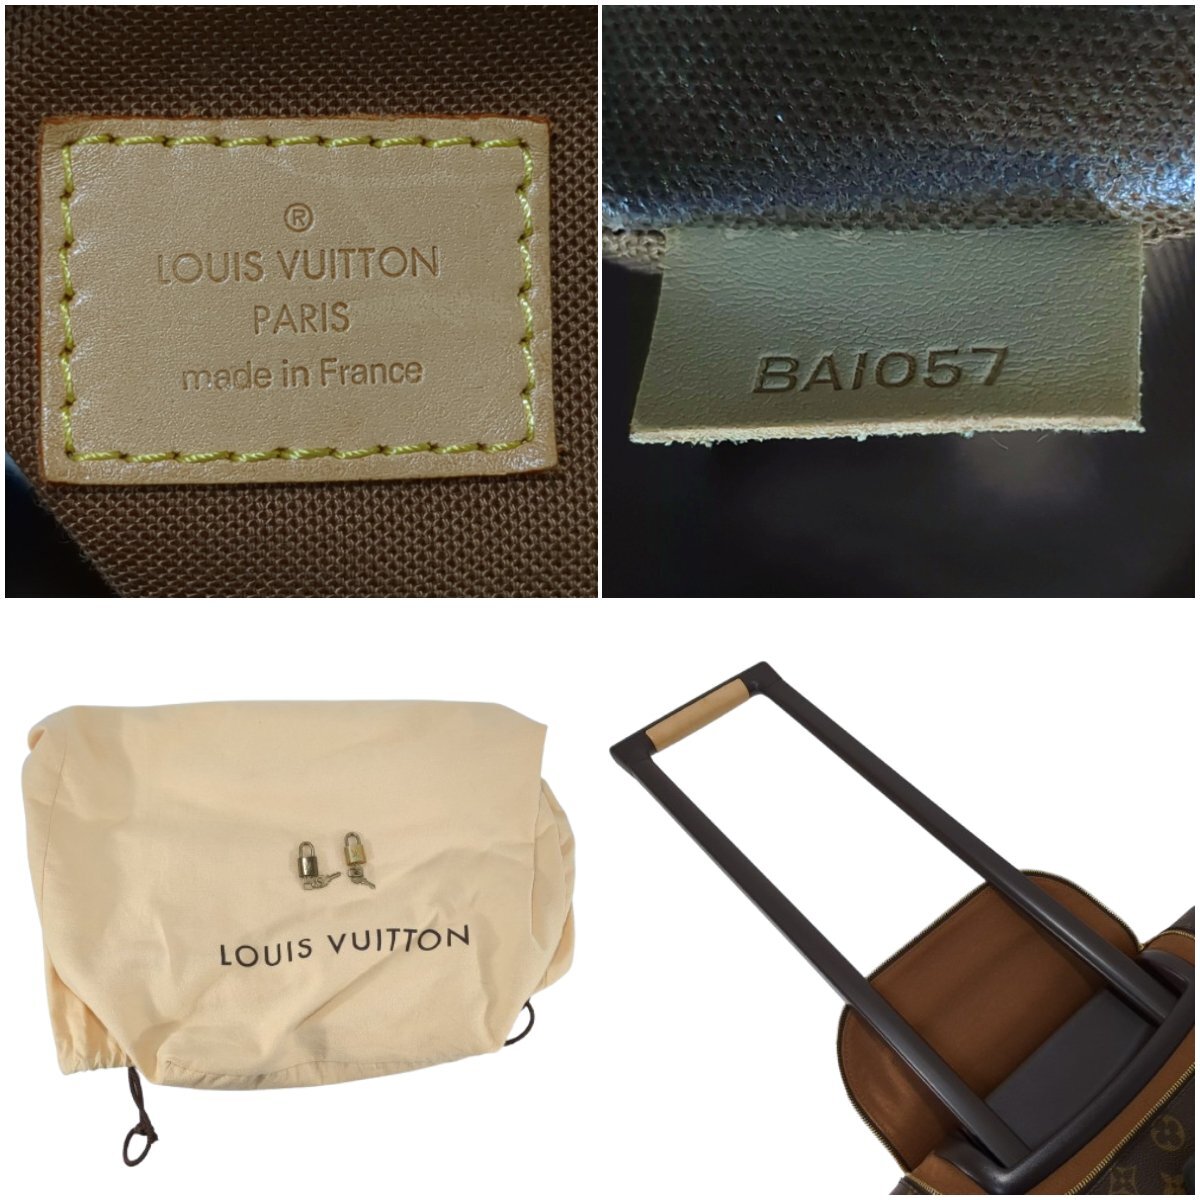 ®
LOUIS VUITTON
PARIS
made in France
BA1057
LOUIS VUITTON